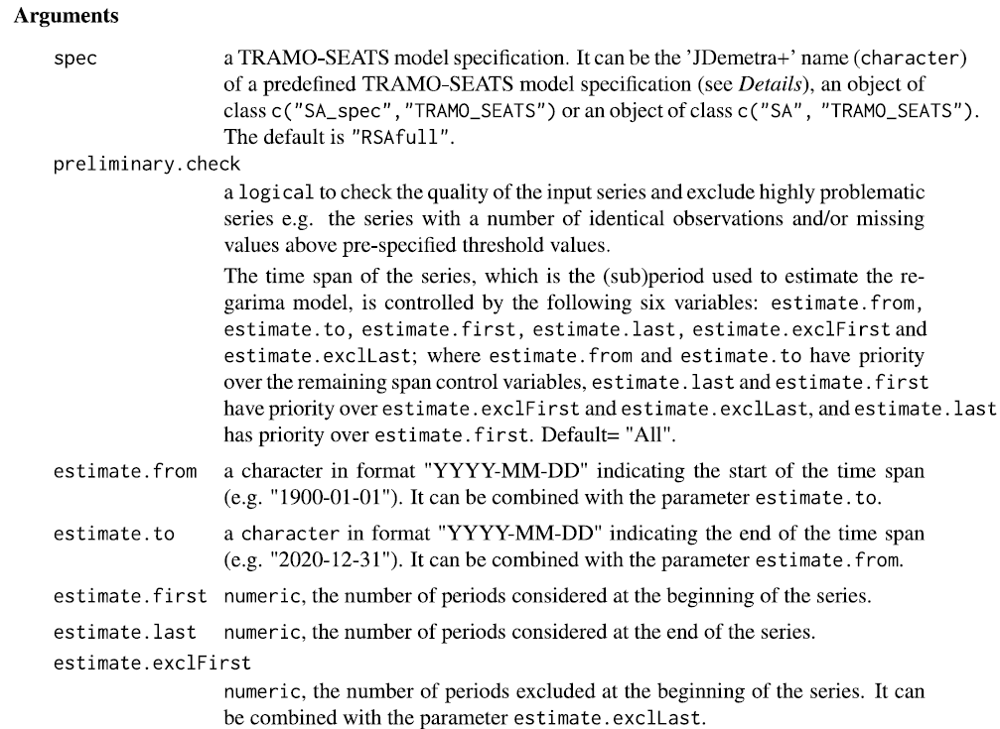 Arguments
spec a TRAMO-SEATS model specification. It can be the 'JDemetra+' name (character)
of a predefined TRAMO-SEATS model specification (see Details), an object of
class c("SA_spec","TRAMO_SEATS") or an object of class c("SA", "TRAMO_SEATS").
The default is "RSAfull".
preliminary.check
a logical to check the quality of the input series and exclude highly problematic
series e.g. the series with a number of identical observations and/or missing
values above pre-specified threshold values.
The time span of the series, which is the (sub)period used to estimate the re-
garima model, is controlled by the following six variables: estimate.from,
estimate.to, estimate.first, estimate.last, estimate.exclFirst and
estimate.exclLast; where estimate.from and estimate.to have priority
over the remaining span control variables, estimate.last and estimate.first
have priority over estimate.exclFirst and estimate.exclLast, and estimate.last
has priority over estimate.first. Default= "All".
estimate.from a character in format "YYYY-MM-DD" indicating the start of the time span
(e.g. "1900-01-01"). It can be combined with the parameter estimate.to.
estimate.to a character in format "YYYY-MM-DD" indicating the end of the time span
(e.g. "2020-12-31"). It can be combined with the parameter estimate.from.
estimate.first numeric, the number of periods considered at the beginning of the series.
estimate.last numeric, the number of periods considered at the end of the series.
estimate.exclFirst
numeric, the number of periods excluded at the beginning of the series. It can
be combined with the parameter estimate.exclLast.